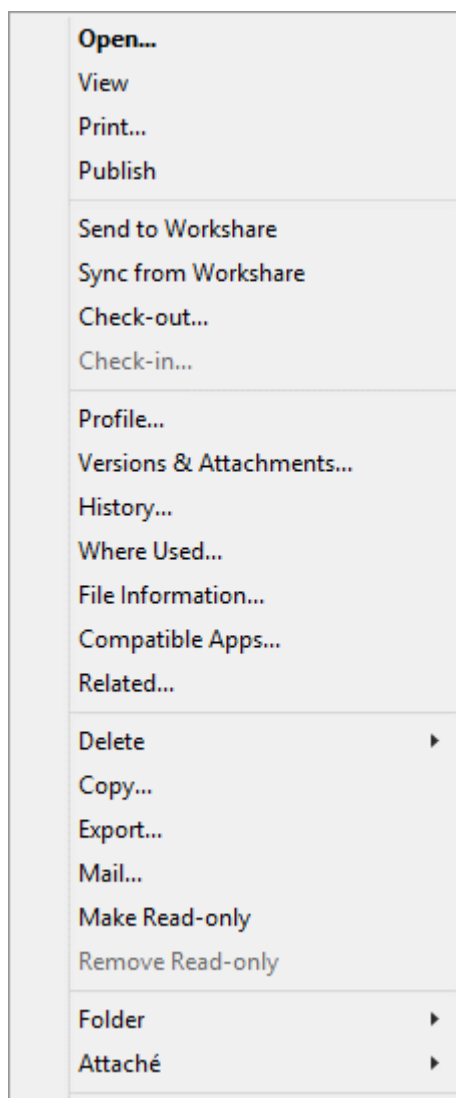 Open...
View
Print...
Publish
Send to Workshare
Sync from Workshare
Check-out...
Check-in...
Profile...
Versions & Attachments...
History...
Where Used...
File Information...
Compatible Apps...
Related...
Delete
Copy...
Export...
Mail...
Make Read-only
Remove Read-only
Folder
Attaché